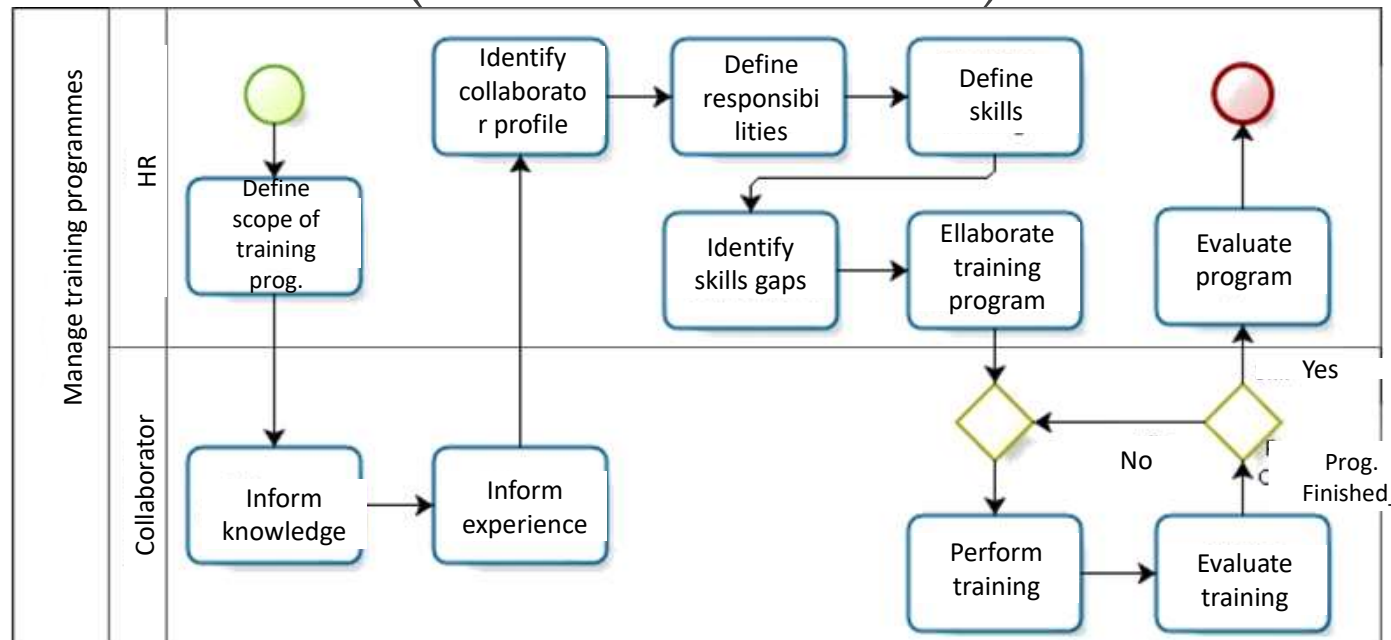 Manage training programmes
HR
Collaborator
Define
scope of
training
prog.
Identify
collaborato
r profile
Define
responsibi
lities
Define
skills
Identify
skills gaps
Ellaborate
training
program
Evaluate
program
Inform
knowledge
Inform
experience
Yes
No
Prog.
Finished_
Perform
training
Evaluate
training